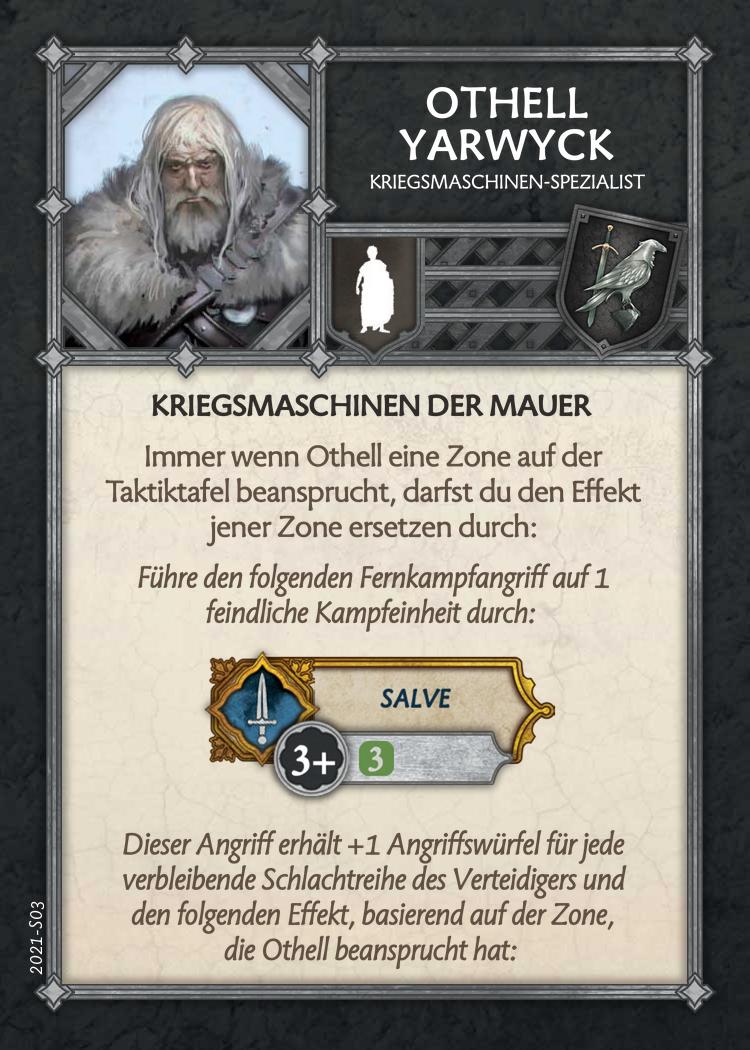 OTHELL
YARWYCK
KRIEGSMASCHINEN-SPEZIALIST
KRIEGSMASCHINEN DER MAUER
Immer wenn Othell eine Zone auf der
Taktiktafel beansprucht, darfst du den Effekt
jener Zone ersetzen durch:
Führe den folgenden Fernkampfangriff auf 1
feindliche Kampfeinheit durch:
SALVE
3+ 3
Dieser Angriff erhält +1 Angriffswürfel für jede
verbleibende Schlachtreihe des Verteidigers und
den folgenden Effekt, basierend auf der Zone,
die Othell beansprucht hat:
2021-S03